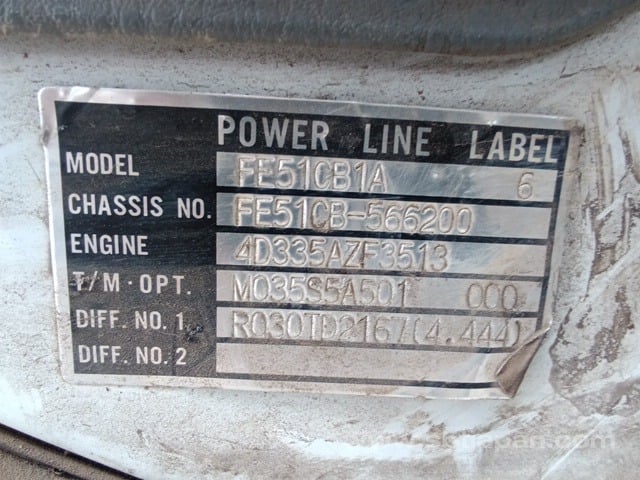 POWER LINE LABEL
MODEL FE51CB1A 6
CHASSIS NO. FE51CB-566200
ENGINE 4D335AZF3513
T/M·OPT. M035S5A501 000
DIFF. NO. 1 R030TD2167(4.444)
DIFF. NO. 2